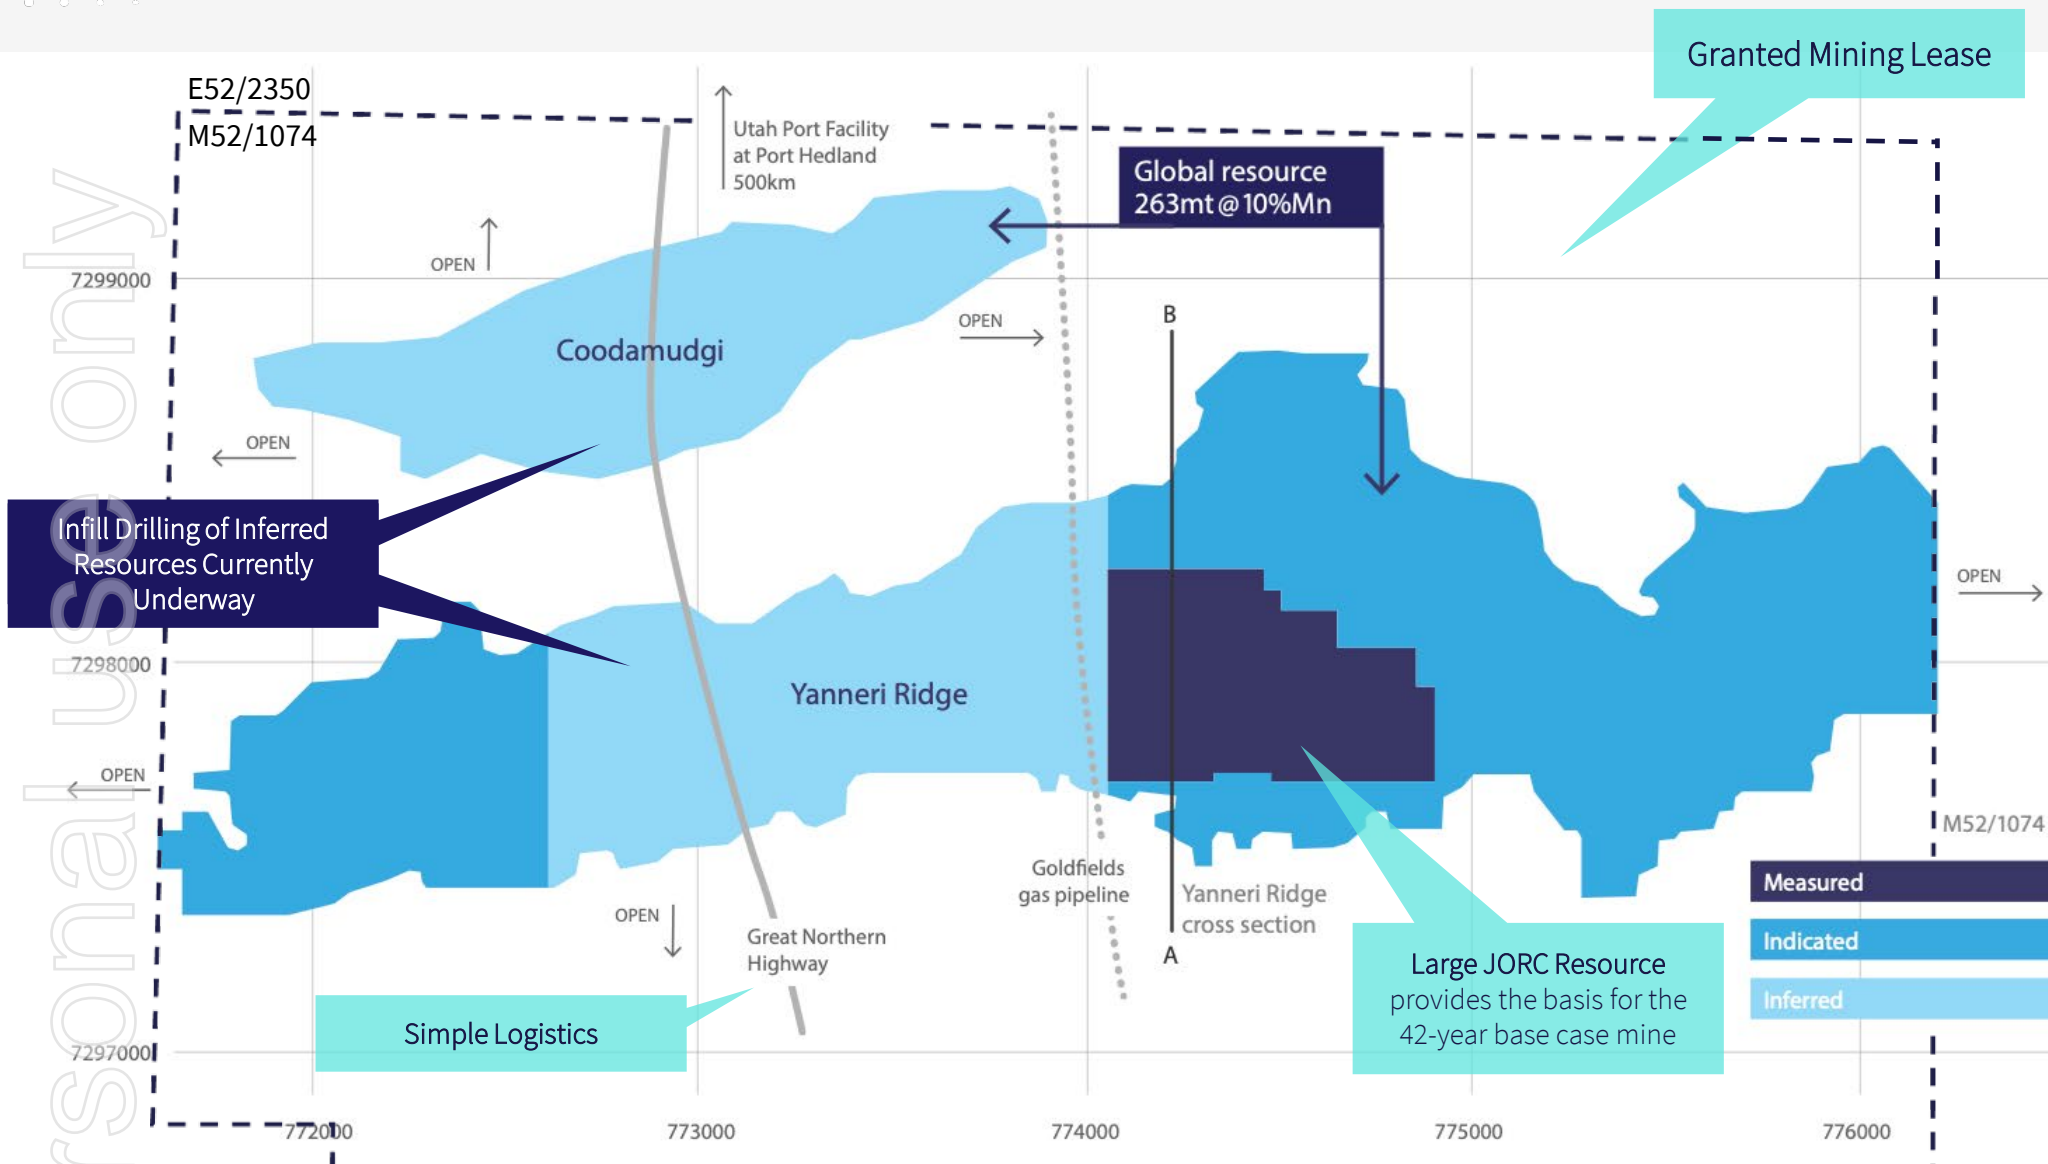 Granted Mining Lease
E52/2350
M52/1074
Utah Port Facility
at Port Hedland
500km
Global resource
263mt@10%Mn
OPEN
7299000
OPEN
B
Coodamudgi
OPEN
Infill Drilling of Inferred
Resources Currently
Underway
OPEN
7298000
Yanneri Ridge
OPEN
M52/1074
Goldfields
gas pipeline
Yanneri Ridge
cross section
Measured
OPEN
Great Northern
Highway
A
Indicated
Large JORC Resource
provides the basis for the
42-year base case mine
Inferred
Simple Logistics
7297000
772000
773000
774000
775000
776000
rsonal use only